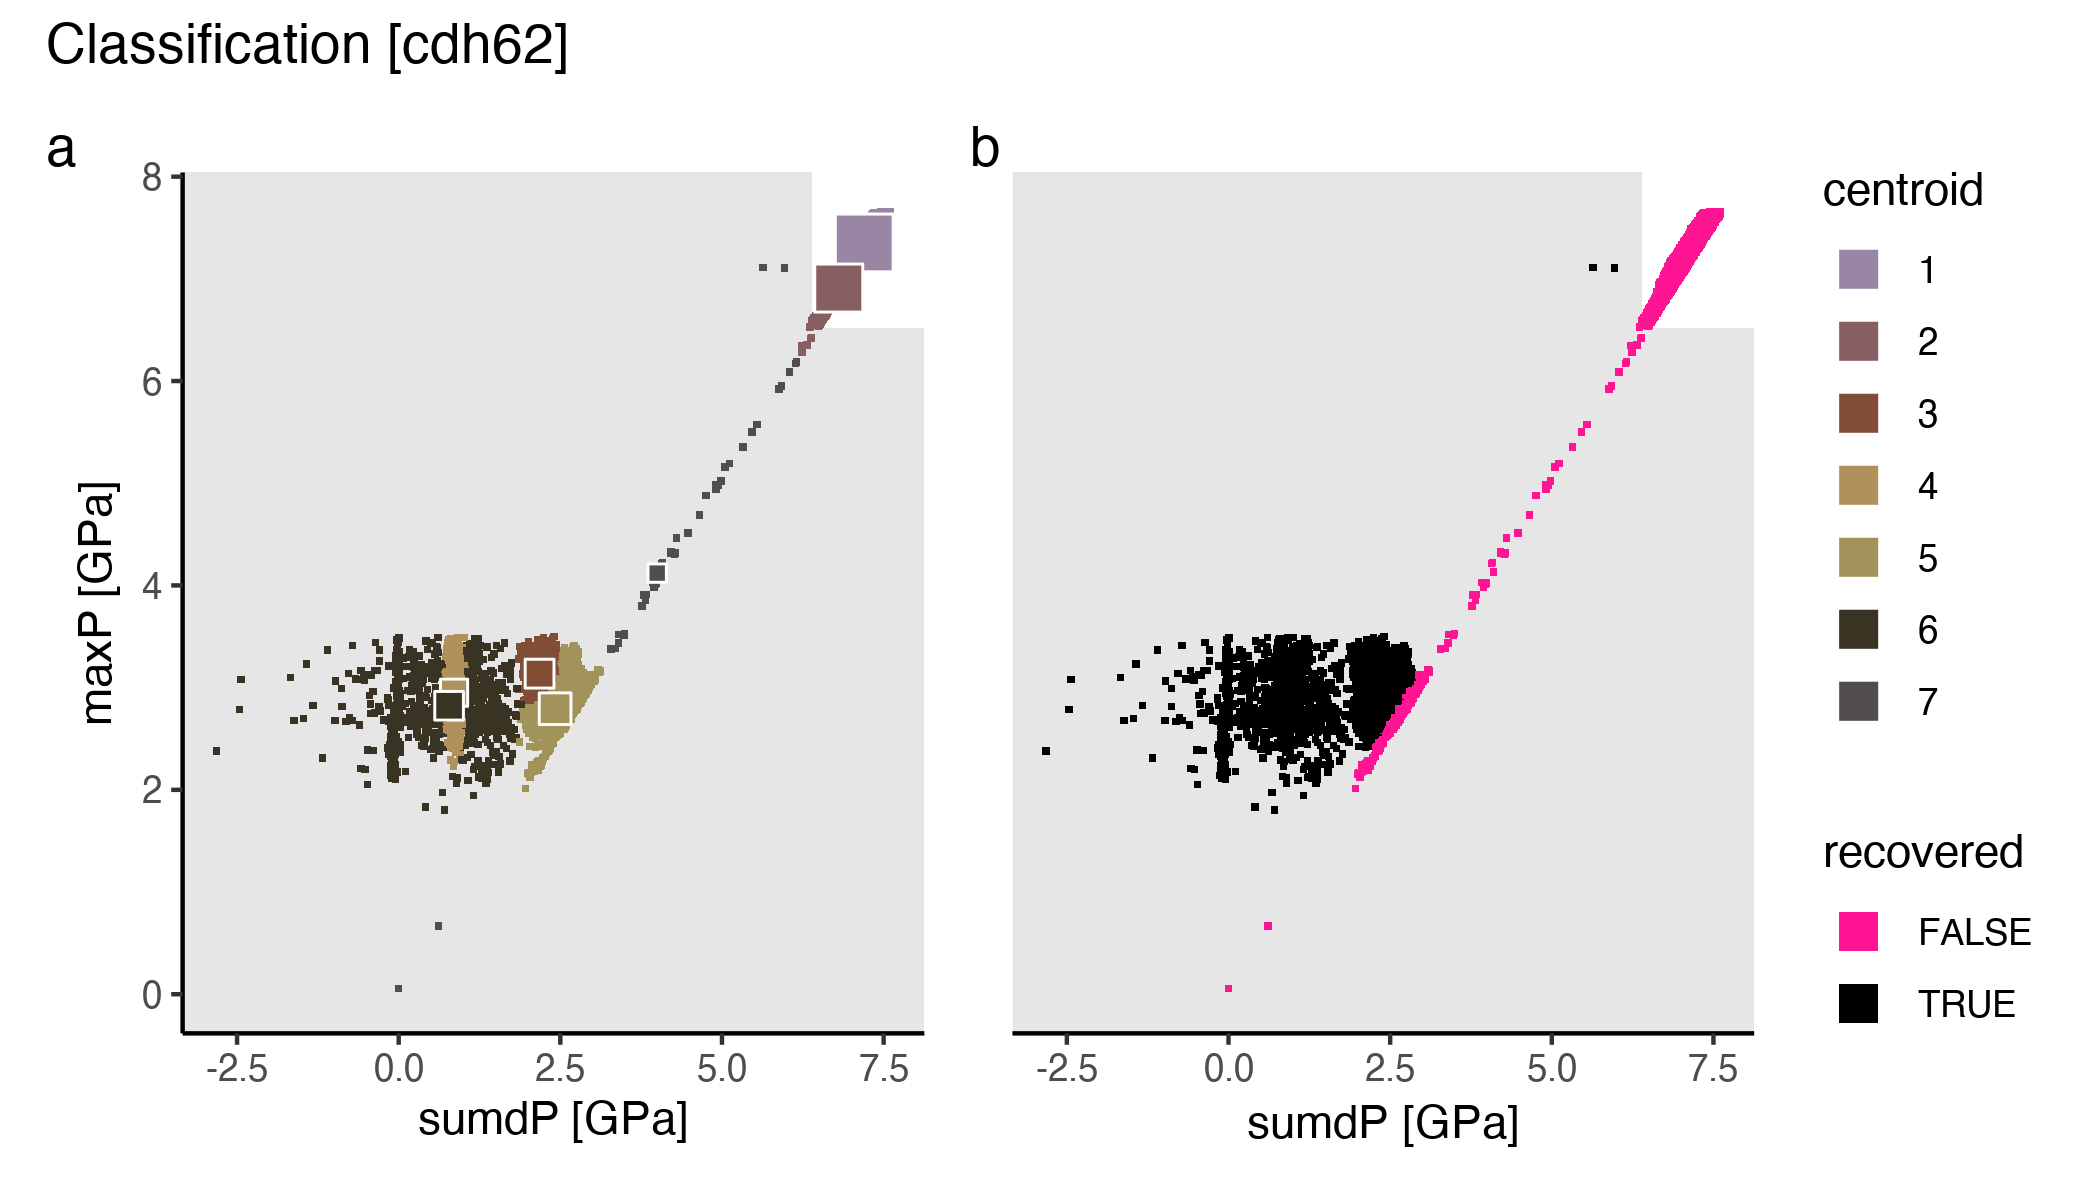 Classification [cdh62]
a
b
maxP [GPa]
8
6
4
2
0
-2.5 0.0 2.5 5.0 7.5
sumdP [GPa]
-2.5 0.0 2.5 5.0 7.5
sumdP [GPa]
centroid
1
2
3
4
5
6
7
recovered
FALSE
TRUE